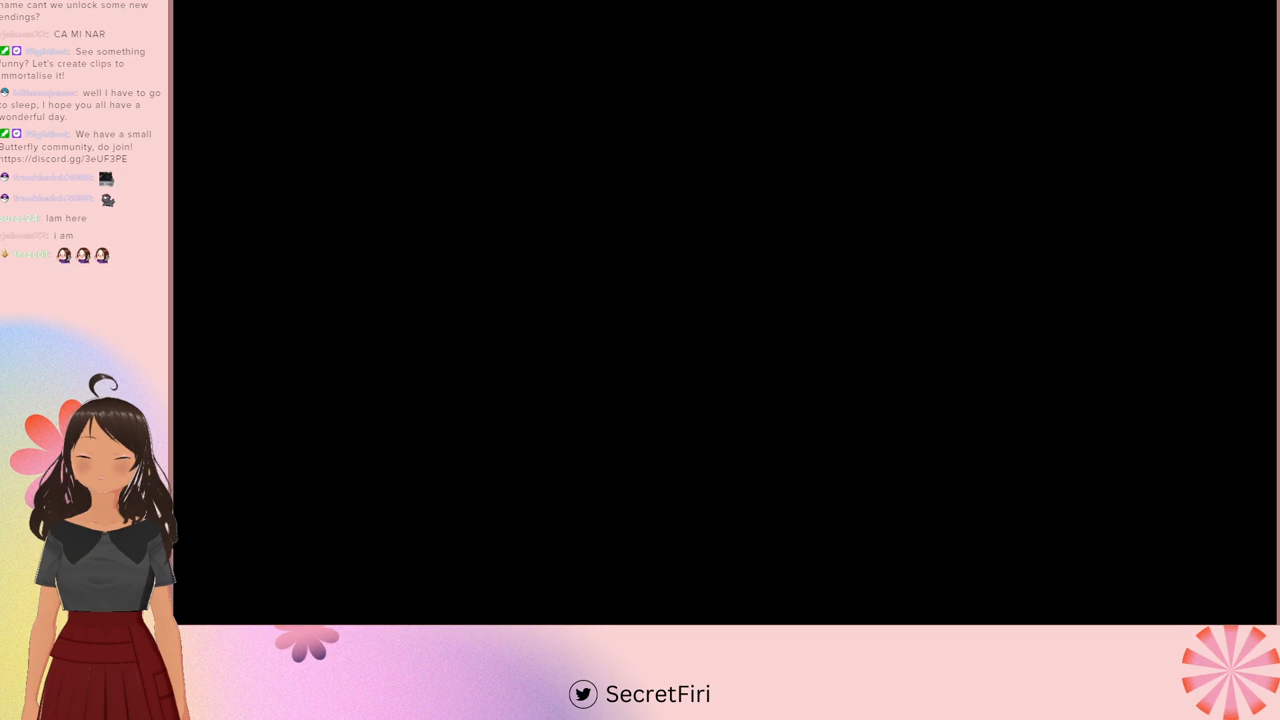 name cant we unlock some new
endings?
CA MI NAR
Nightbot: See something
funny? Let's create clips to
immortalise it!
well I have to go
to sleep, I hope you all have a
wonderful day.
Nightbot: We have a small
Butterfly community, do join!
https://discord.gg/3eUF3PE
Iam here
i am
SecretFiri